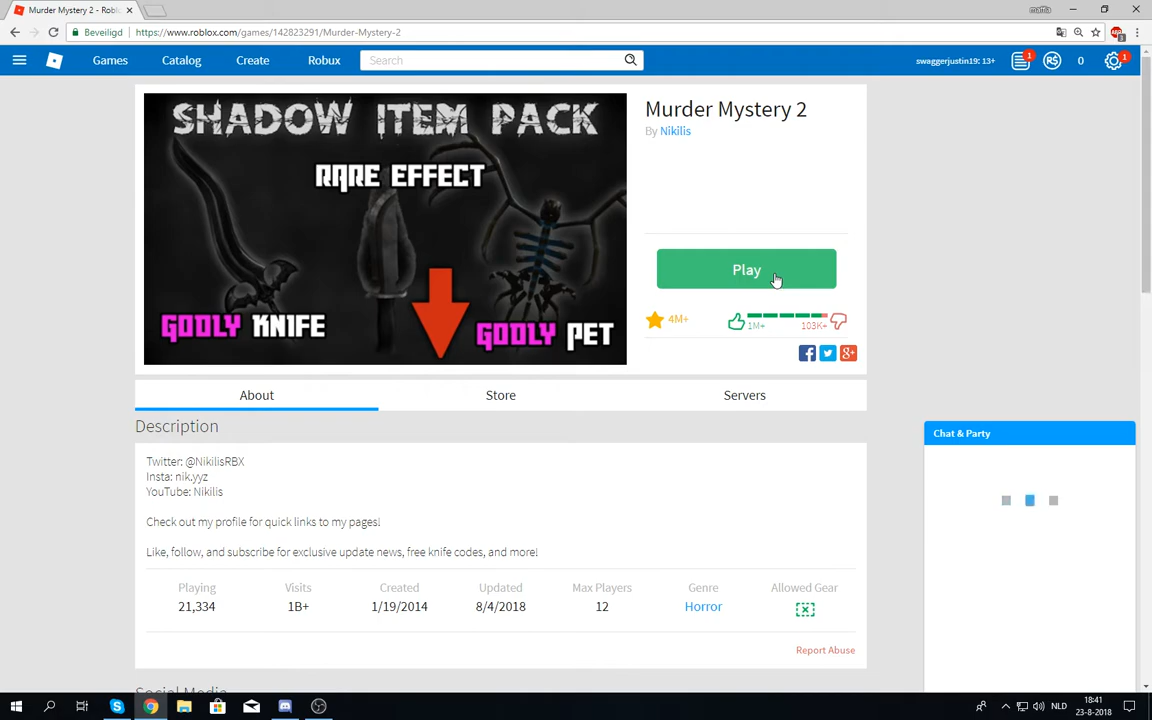 Murder Mystery 2 - Roblo
Beveiligd
https://www.roblox.com/games/142823291/Murder-Mystery-2
Games
Catalog
Create
Robux
Search
swaggerjustin19: 13+
1
R$
0
1
SHADOW ITEM PACK
RARE EFFECT
GODLY KNIFE
GODLY PET
Murder Mystery 2
By Nikilis
Play
4M+
1M+
103K+
About
Store
Servers
Description
Twitter: @NikilisRBX
Insta: nik.yyz
YouTube: Nikilis
Check out my profile for quick links to my pages!
Like, follow, and subscribe for exclusive update news, free knife codes, and more!
Playing
Visits
Created
Updated
Max Players
Genre
Allowed Gear
21,334
1B+
1/19/2014
8/4/2018
12
Horror
Report Abuse
Social Media
Chat & Party
NLD
18:41
23-8-2018